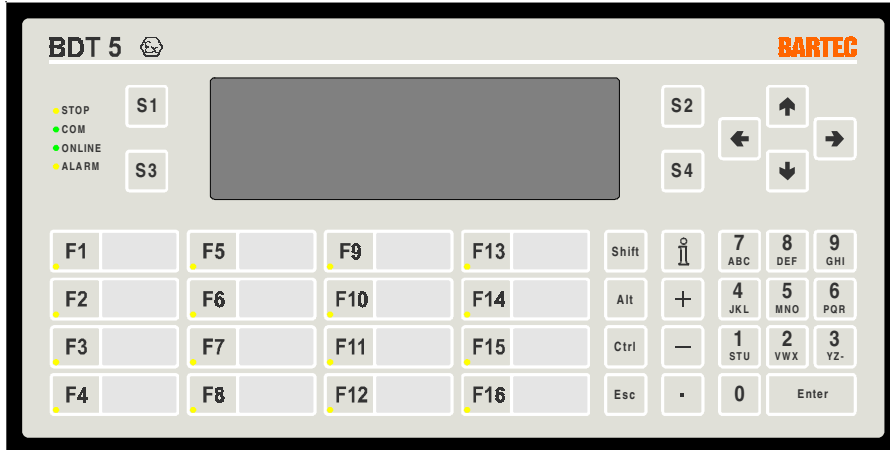 BDT 5 Ex BARTEC
STOP
COM
ONLINE
ALARM
S1 S2
S3 S4
F1 F5 F9 F13 Shift i 7 ABC 8 DEF 9 GHI
F2 F6 F10 F14 Alt + 4 JKL 5 MNO 6 PQR
F3 F7 F11 F15 Ctrl — 1 STU 2 VWX 3 YZ-
F4 F8 F12 F16 Esc . 0 Enter